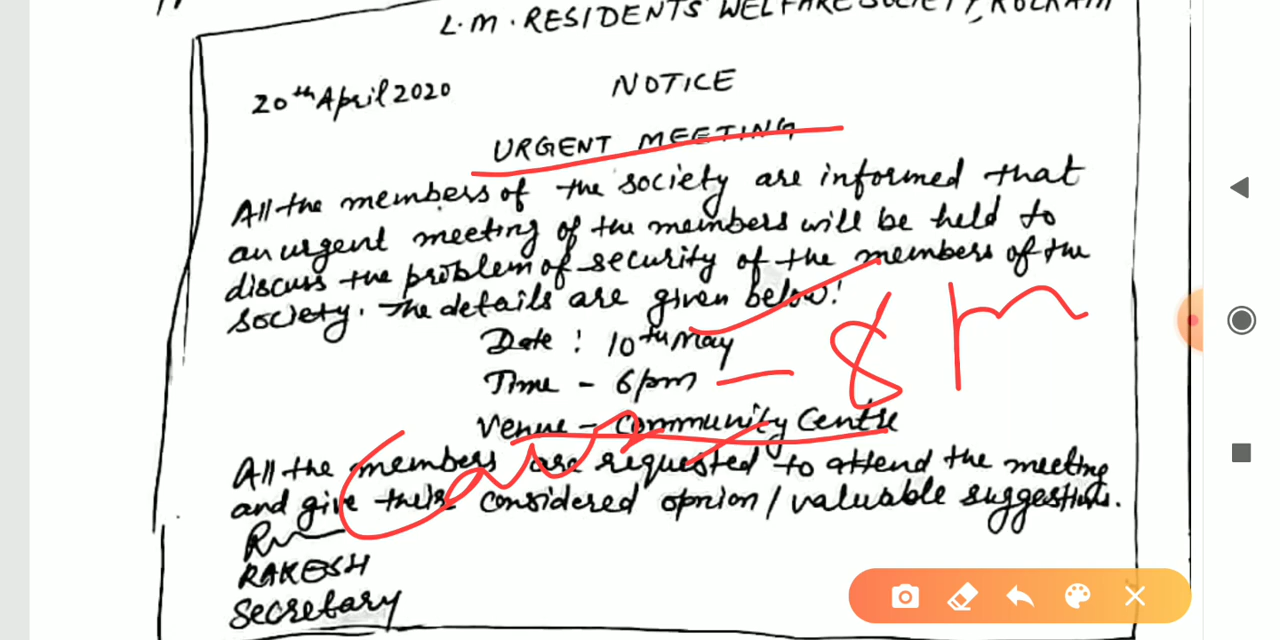 L.M. RESIDENTS WELFARE SOCIETY,
20th April 2020 NOTICE
URGENT MEETING
All the members of the society are informed that
an urgent meeting of the members will be held to
discuss the problem of security of the members of the
society. The details are given below:
Date : 10th May
Time - 6pm - 8 pm
Venue - Community Centre
All the members are requested to attend the meeting
and give their considered opnion / valuable suggestions.
RAKESH
Secretary